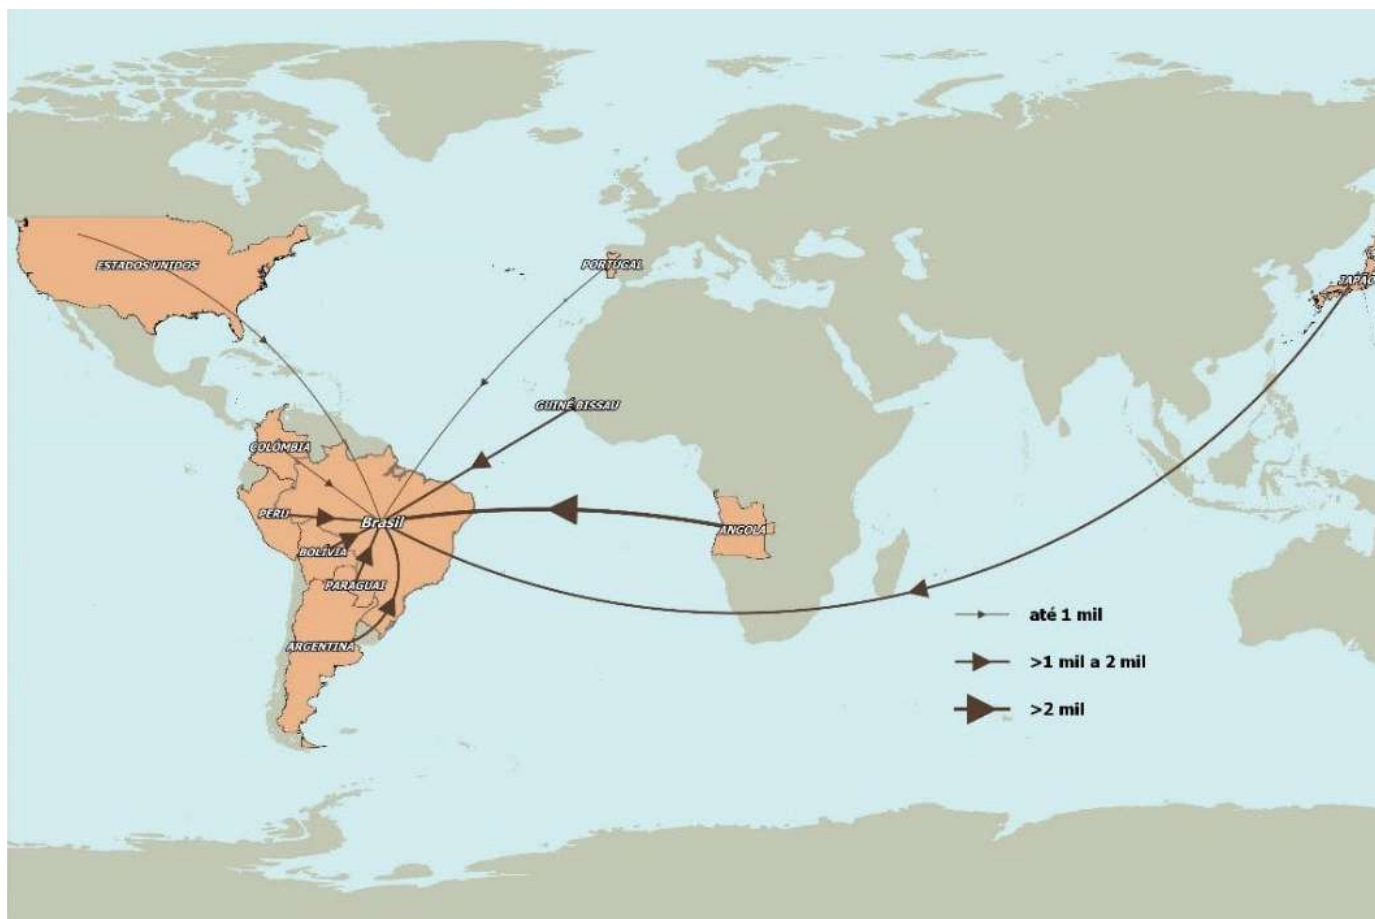 ESTADOS UNIDOS
PORTUGAL
JAPÃO
GUINÉ BISSAU
COLÔMBIA
PERU
Brasil
ANGOLA
BOLÍVIA
PARAGUAI
ARGENTINA
até 1 mil
>1 mil a 2 mil
>2 mil